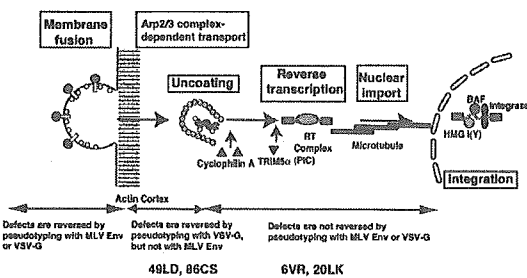 Membrane
fusion
Arp2/3 complex-
dependent transport
Uncoating
Reverse
transcription
Nuclear
import
BAF
Integrase
HMG I(Y)
RT
Complex
(PIC)
Microtubule
Cyclophilin A
TRIM5α
Integration
Actin Cortex
Defects are reversed by
pseudotyping with MLV Env
or VSV-G
Defects are reversed by
pseudotyping with VSV-G,
but not with MLV Env
Defects are not reversed by
pseudotyping with MLV Env or VSV-G
49LD, 86CS
6VR, 20LK